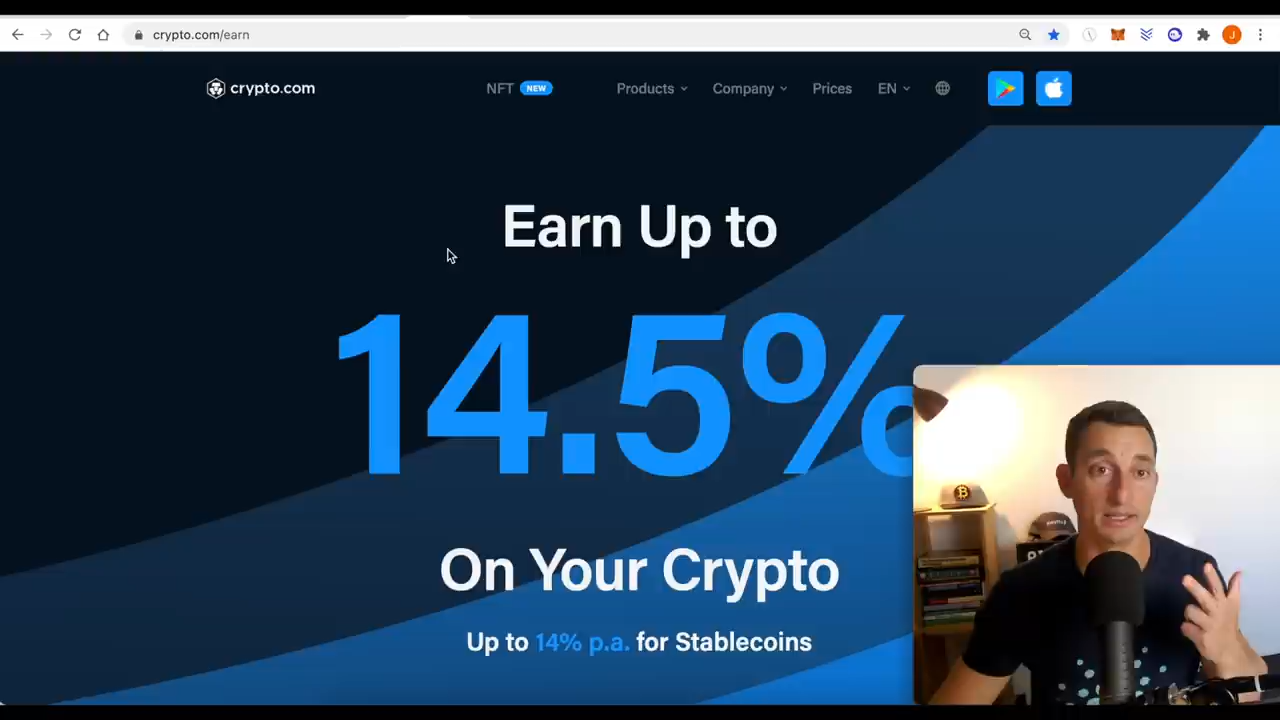 crypto.com/earn
J
crypto.com
NFT NEW Products Company Prices EN
Earn Up to
14.5%
On Your Crypto
Up to 14% p.a. for Stablecoins